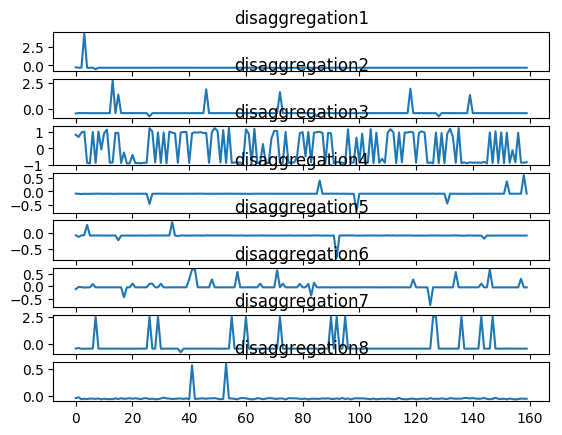 disaggregation1
2.5
0.0
disaggregation2
2.5
0.0
disaggregation3
1
0
−1
disaggregation4
0.5
0.0
−0.5
disaggregation5
0.0
−0.5
disaggregation6
0.5
0.0
−0.5
disaggregation7
2.5
0.0
disaggregation8
0.5
0.0
0 20 40 60 80 100 120 140 160